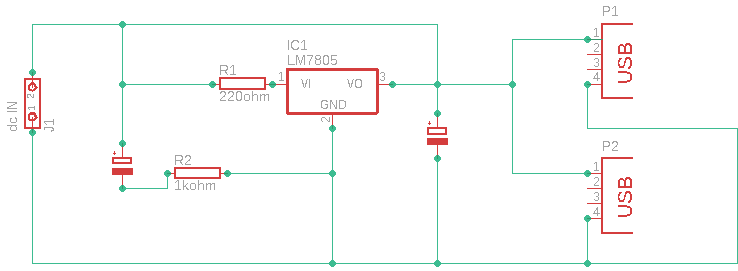 P1
1
2
3
4
USB
IC1
LM7805
R1
220ohm
1
VI
VO
3
GND
2
dc IN
2
1
J1
+
R2
1kohm
+
P2
1
2
3
4
USB